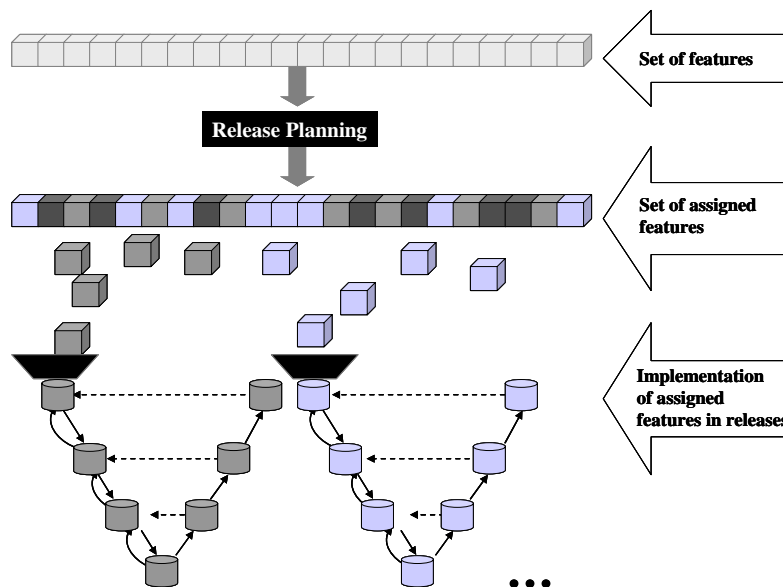 Set of features
Release Planning
Set of assigned
features
Implementation
of assigned
features in releases
...